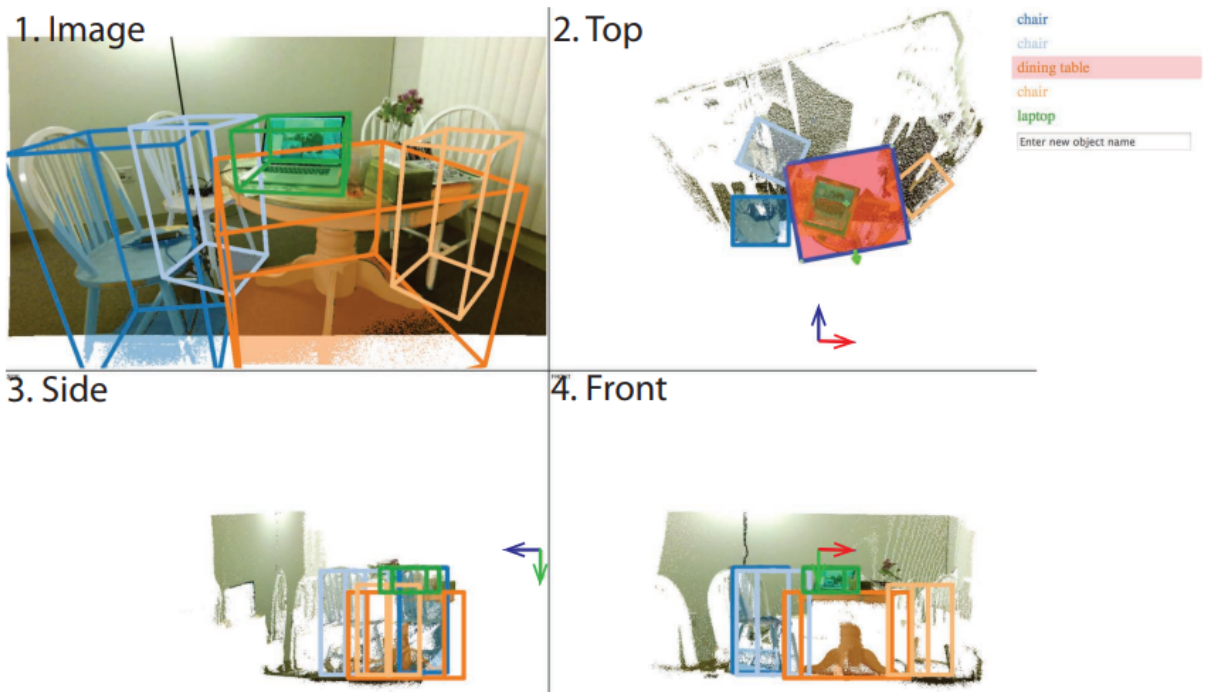 1. Image
2. Top
chair
chair
dining table
chair
laptop
Enter new object name
3. Side
4. Front